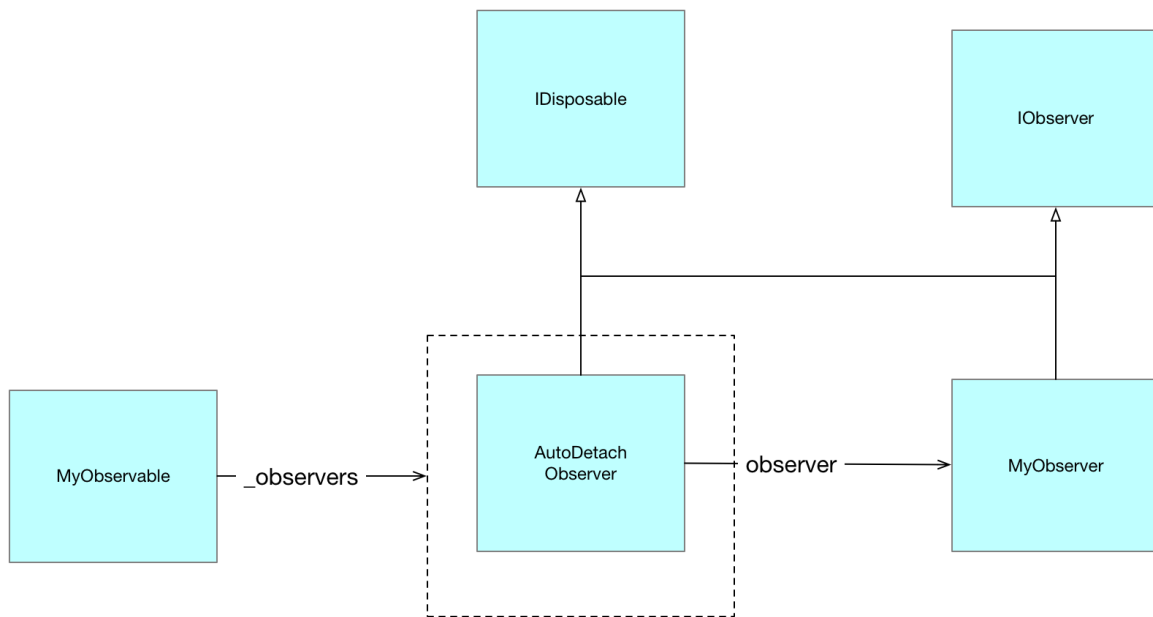 IDisposable
IObserver
MyObservable
_observers
AutoDetach
Observer
observer
MyObserver